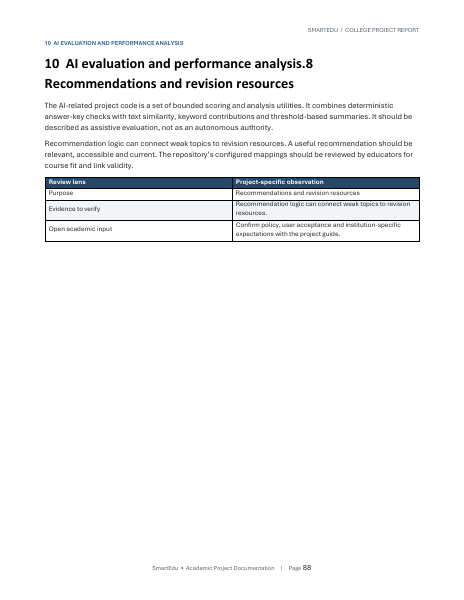 SMARTEDU / COLLEGE PROJECT REPORT
10 AI EVALUATION AND PERFORMANCE ANALYSIS
10 AI evaluation and performance analysis.8
Recommendations and revision resources
The AI-related project code is a set of bounded scoring and analysis utilities. It combines deterministic
answer-key checks with text similarity, keyword contributions and threshold-based summaries. It should be
described as assistive evaluation, not as an autonomous authority.
Recommendation logic can connect weak topics to revision resources. A useful recommendation should be
relevant, accessible and current. The repository's configured mappings should be reviewed by educators for
course fit and link validity.
Review lens Project-specific observation
Purpose Recommendations and revision resources
Evidence to verify Recommendation logic can connect weak topics to revision
resources.
Open academic input Confirm policy, user acceptance and institution-specific
expectations with the project guide.
SmartEdu • Academic Project Documentation | Page 88